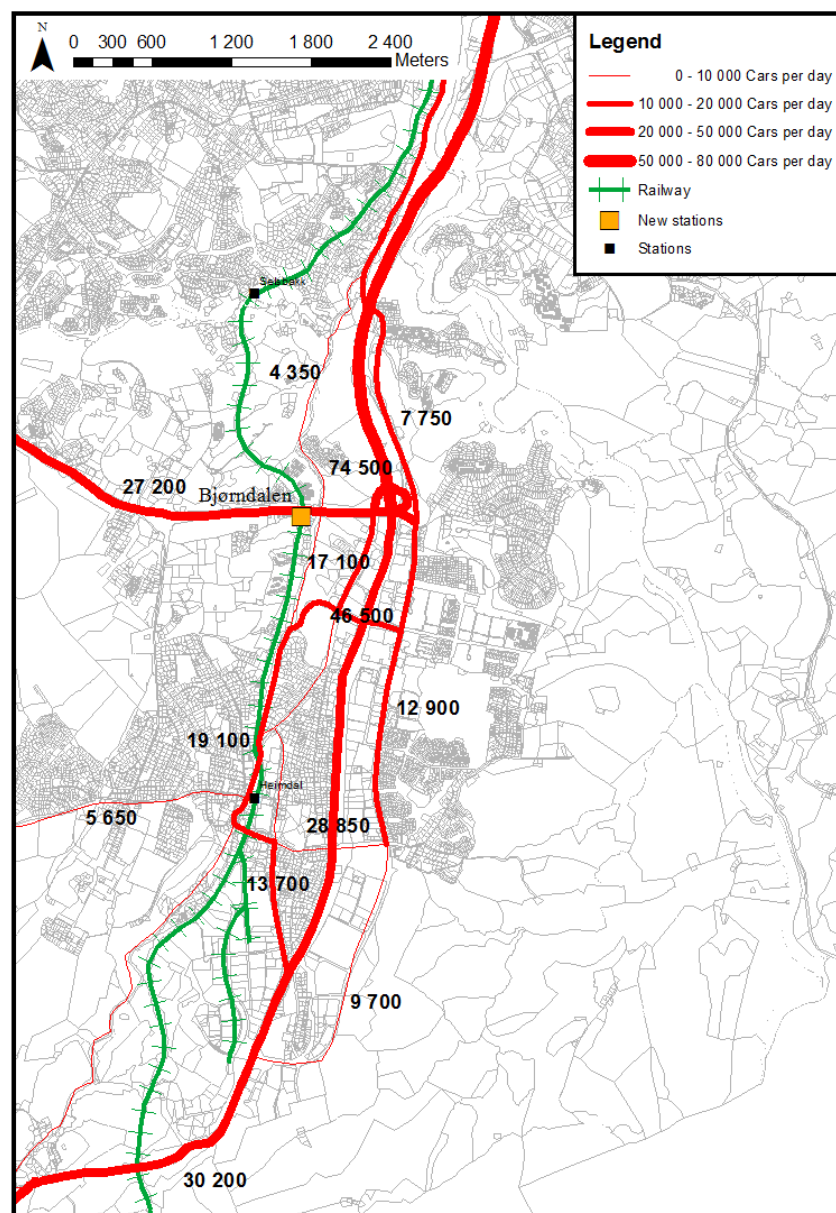 N
0 300 600 1 200 1 800 2 400
Meters
Legend
0 - 10 000 Cars per day
10 000 - 20 000 Cars per day
20 000 - 50 000 Cars per day
50 000 - 80 000 Cars per day
Railway
New stations
Stations
Selsbakk
4 350
7 750
74 500
27 200
Bjørndalen
17 100
46 500
12 900
19 100
Heimdal
5 650
28 850
13 700
9 700
30 200